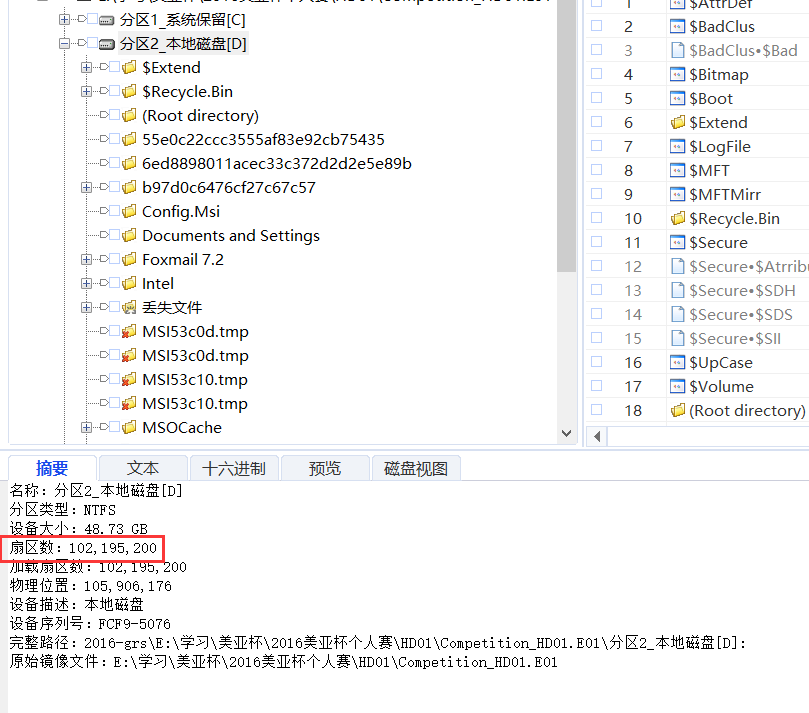 分区1_系统保留[C]
分区2_本地磁盘[D]
$Extend
$Recycle.Bin
(Root directory)
55e0c22ccc3555af83e92cb75435
6ed8898011acec33c372d2d2e5e89b
b97d0c6476cf27c67c57
Config.Msi
Documents and Settings
Foxmail 7.2
Intel
丢失文件
MSI53c0d.tmp
MSI53c0d.tmp
MSI53c10.tmp
MSI53c10.tmp
MSOCache
1 $AttrDef
2 $BadClus
3 $BadClus•$Bad
4 $Bitmap
5 $Boot
6 $Extend
7 $LogFile
8 $MFT
9 $MFTMirr
10 $Recycle.Bin
11 $Secure
12 $Secure•$Atrribu
13 $Secure•$SDH
14 $Secure•$SDS
15 $Secure•$SII
16 $UpCase
17 $Volume
18 (Root directory)
摘要 文本 十六进制 预览 磁盘视图
名称：分区2_本地磁盘[D]
分区类型：NTFS
设备大小：48.73 GB
扇区数：102,195,200
加载扇区数：102,195,200
物理位置：105,906,176
设备描述：本地磁盘
设备序列号：FCF9-5076
完整路径：2016-grs\E:\学习\美亚杯\2016美亚杯个人赛\HD01\Competition_HD01.E01\分区2_本地磁盘[D]:
原始镜像文件：E:\学习\美亚杯\2016美亚杯个人赛\HD01\Competition_HD01.E01